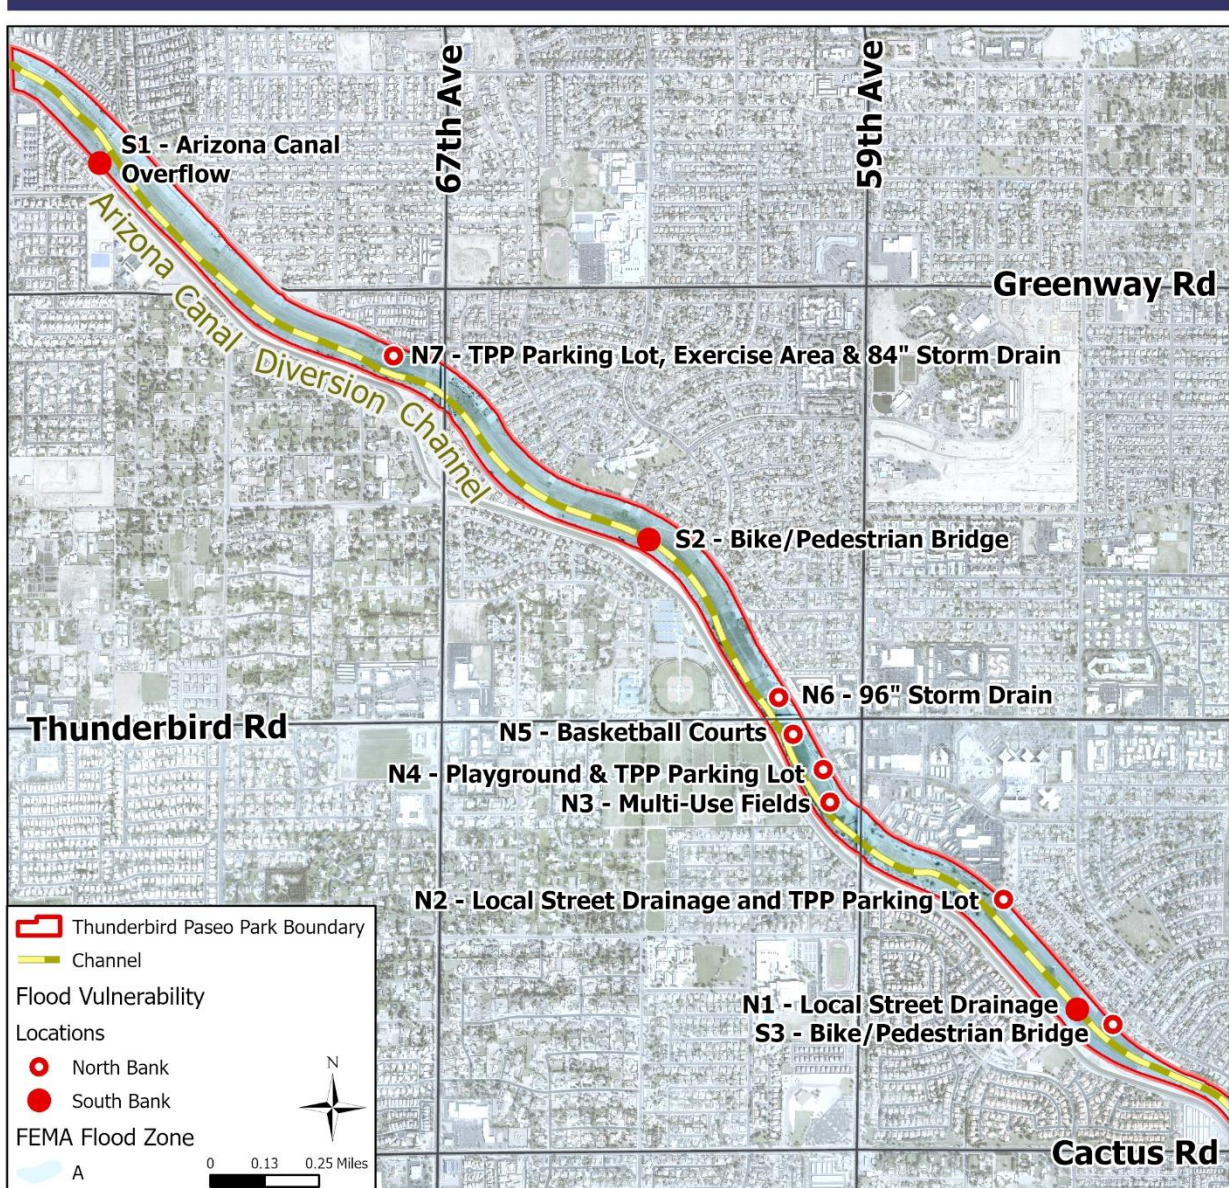 67th Ave
59th Ave
S1 - Arizona Canal
Overflow
Arizona Canal Diversion Channel
Greenway Rd
N7 - TPP Parking Lot, Exercise Area & 84" Storm Drain
S2 - Bike/Pedestrian Bridge
N6 - 96" Storm Drain
Thunderbird Rd
N5 - Basketball Courts
N4 - Playground & TPP Parking Lot
N3 - Multi-Use Fields
N2 - Local Street Drainage and TPP Parking Lot
N1 - Local Street Drainage
S3 - Bike/Pedestrian Bridge
Cactus Rd
Thunderbird Paseo Park Boundary
Channel
Flood Vulnerability
Locations
North Bank
South Bank
FEMA Flood Zone
A
N
0 0.13 0.25 Miles